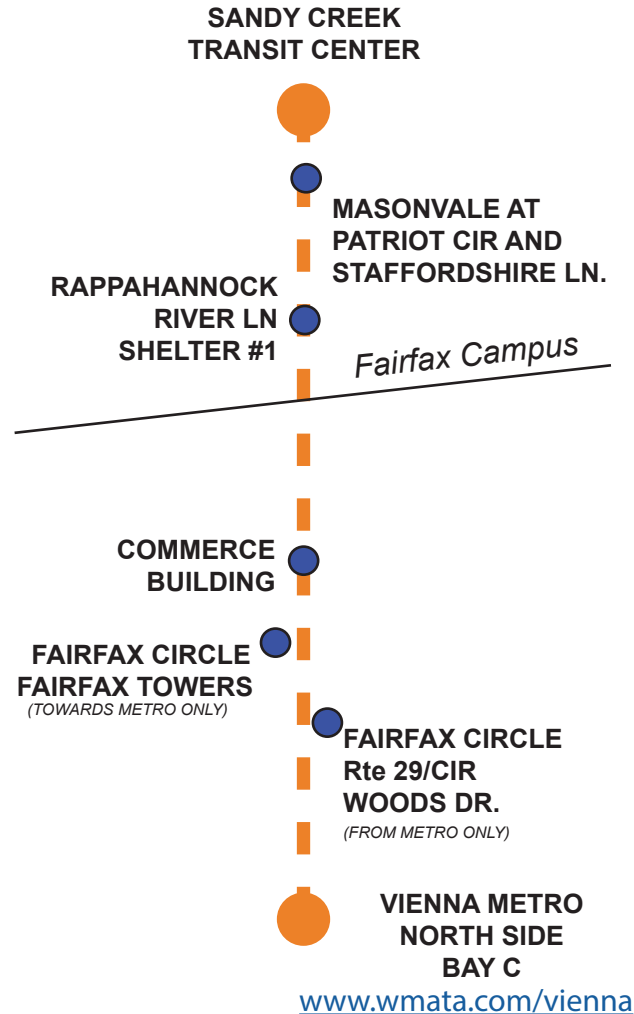 SANDY CREEK
TRANSIT CENTER
MASONVALE AT
PATRIOT CIR AND
STAFFORDSHIRE LN.
RAPPAHANNOCK
RIVER LN
SHELTER #1
Fairfax Campus
COMMERCE
BUILDING
FAIRFAX CIRCLE
FAIRFAX TOWERS
(TOWARDS METRO ONLY)
FAIRFAX CIRCLE
Rte 29/CIR
WOODS DR.
(FROM METRO ONLY)
VIENNA METRO
NORTH SIDE
BAY C
www.wmata.com/vienna